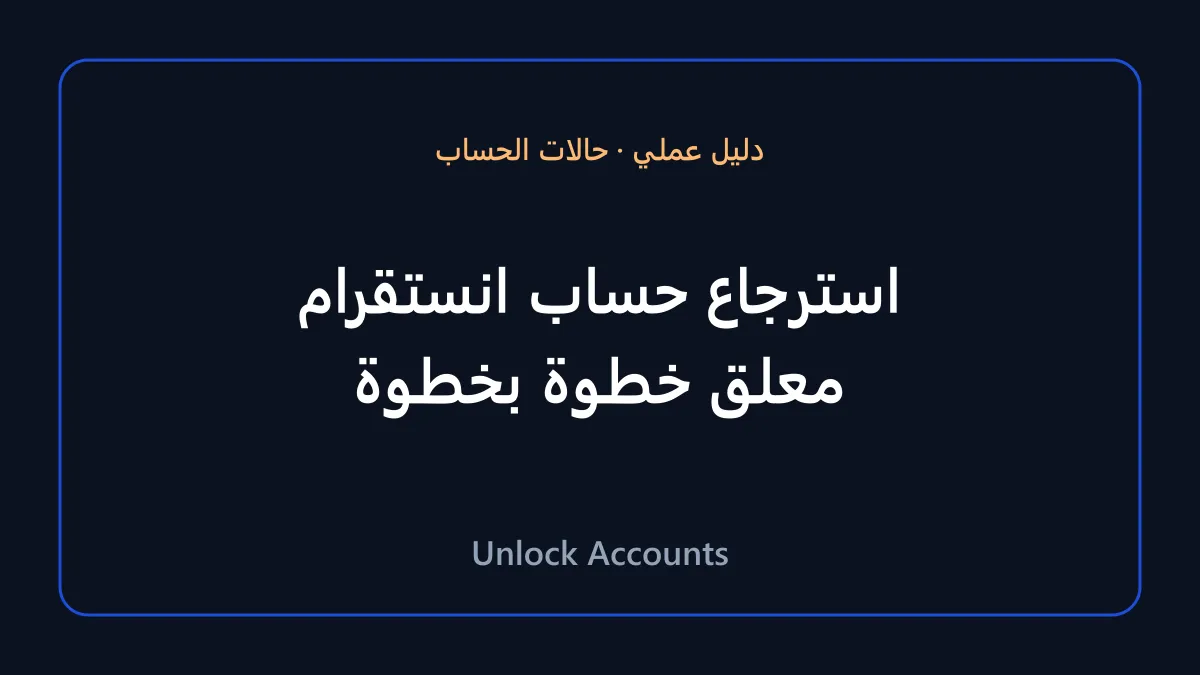 دليل عملي · حالات الحساب
استرجاع حساب انستقرام
معلق خطوة بخطوة
Unlock Accounts